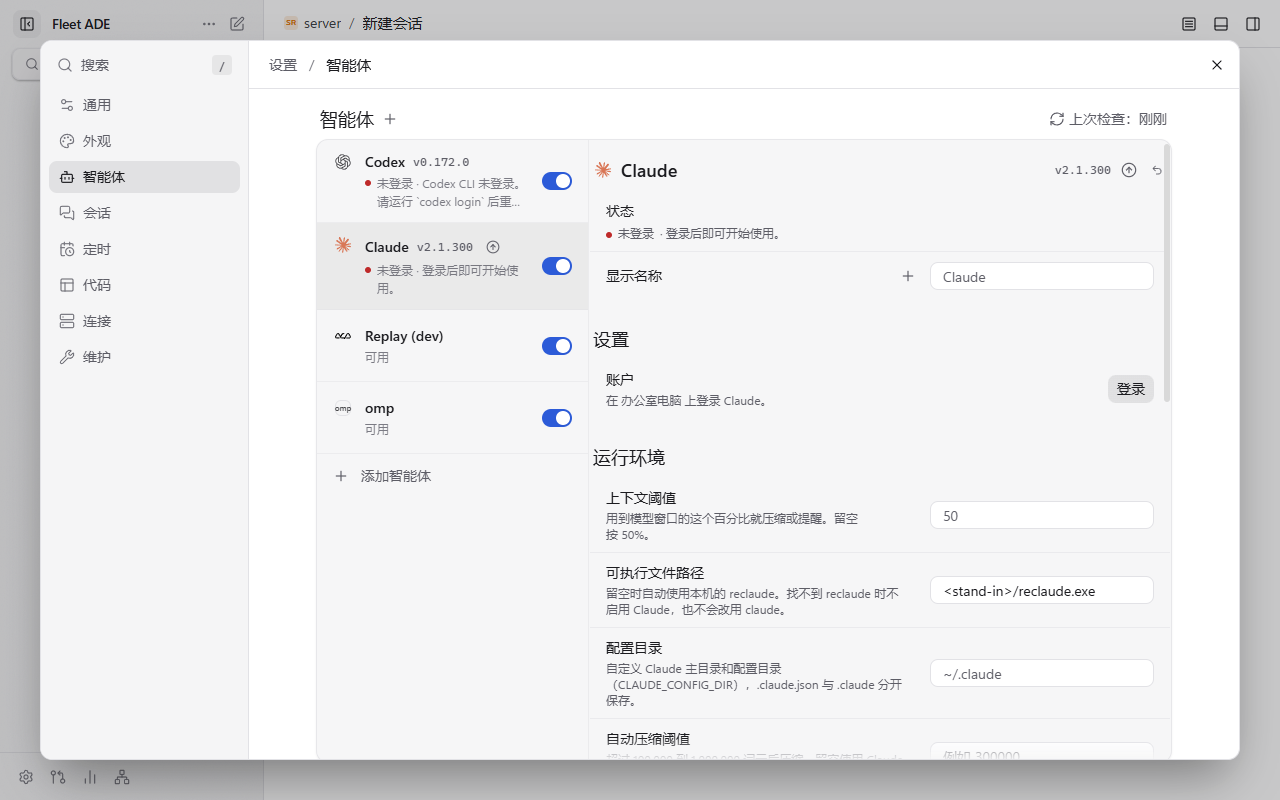 Fleet ADE
SR server / 新建会话
搜索 /
通用
外观
智能体
会话
定时
代码
连接
维护
设置 / 智能体
智能体
上次检查：刚刚
Codex v0.172.0
未登录 · Codex CLI 未登录。
请运行 `codex login` 后重…
Claude v2.1.300
未登录 · 登录后即可开始使
用。
Replay (dev)
可用
omp
omp
可用
添加智能体
Claude
v2.1.300
状态
未登录 · 登录后即可开始使用。
显示名称
Claude
设置
账户
在 办公室电脑 上登录 Claude。
登录
运行环境
上下文阈值
用到模型窗口的这个百分比就压缩或提醒。留空
按 50%。
50
可执行文件路径
留空时自动使用本机的 reclaude。找不到 reclaude 时不
启用 Claude，也不会改用 claude。
<stand-in>/reclaude.exe
配置目录
自定义 Claude 主目录和配置目录
（CLAUDE_CONFIG_DIR），.claude.json 与 .claude 分开
保存。
~/.claude
自动压缩阈值
例如 300000